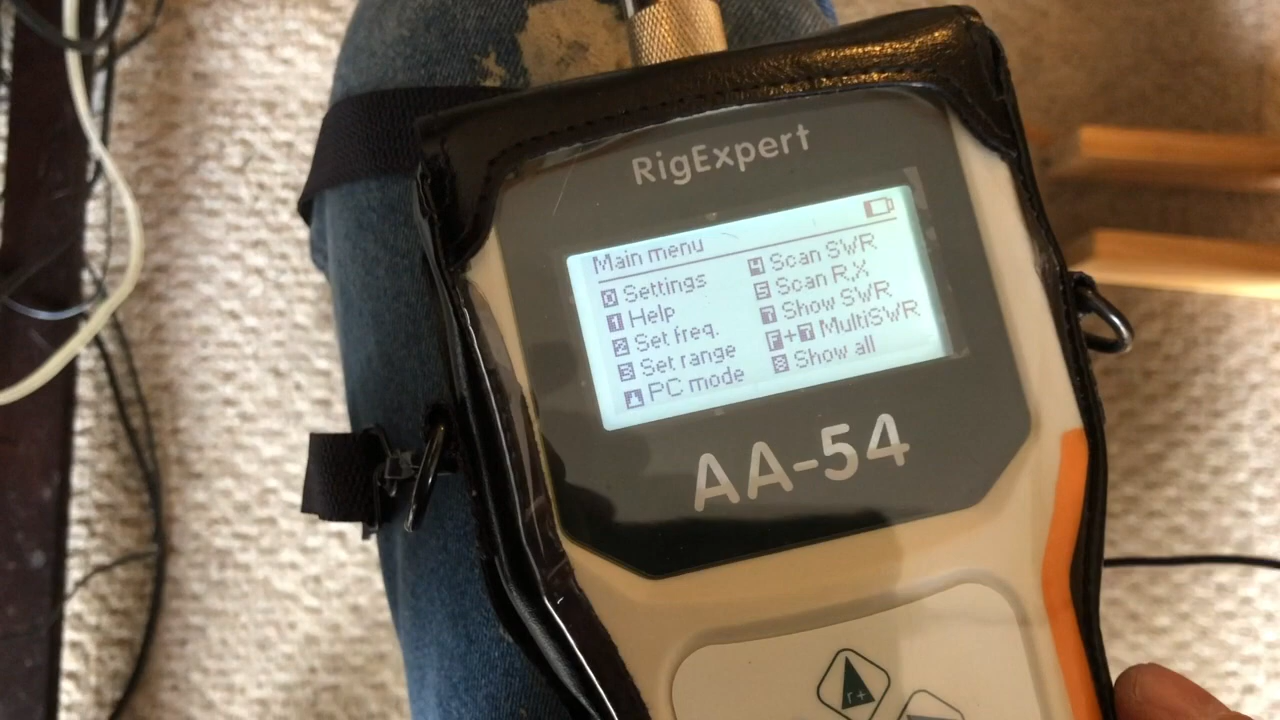 RigExpert
Main menu
0 Settings
1 Help
2 Set freq.
3 Set range
PC mode
4 Scan SWR
5 Scan R,X
7 Show SWR
F+7 MultiSWR
8 Show all
AA-54
r+